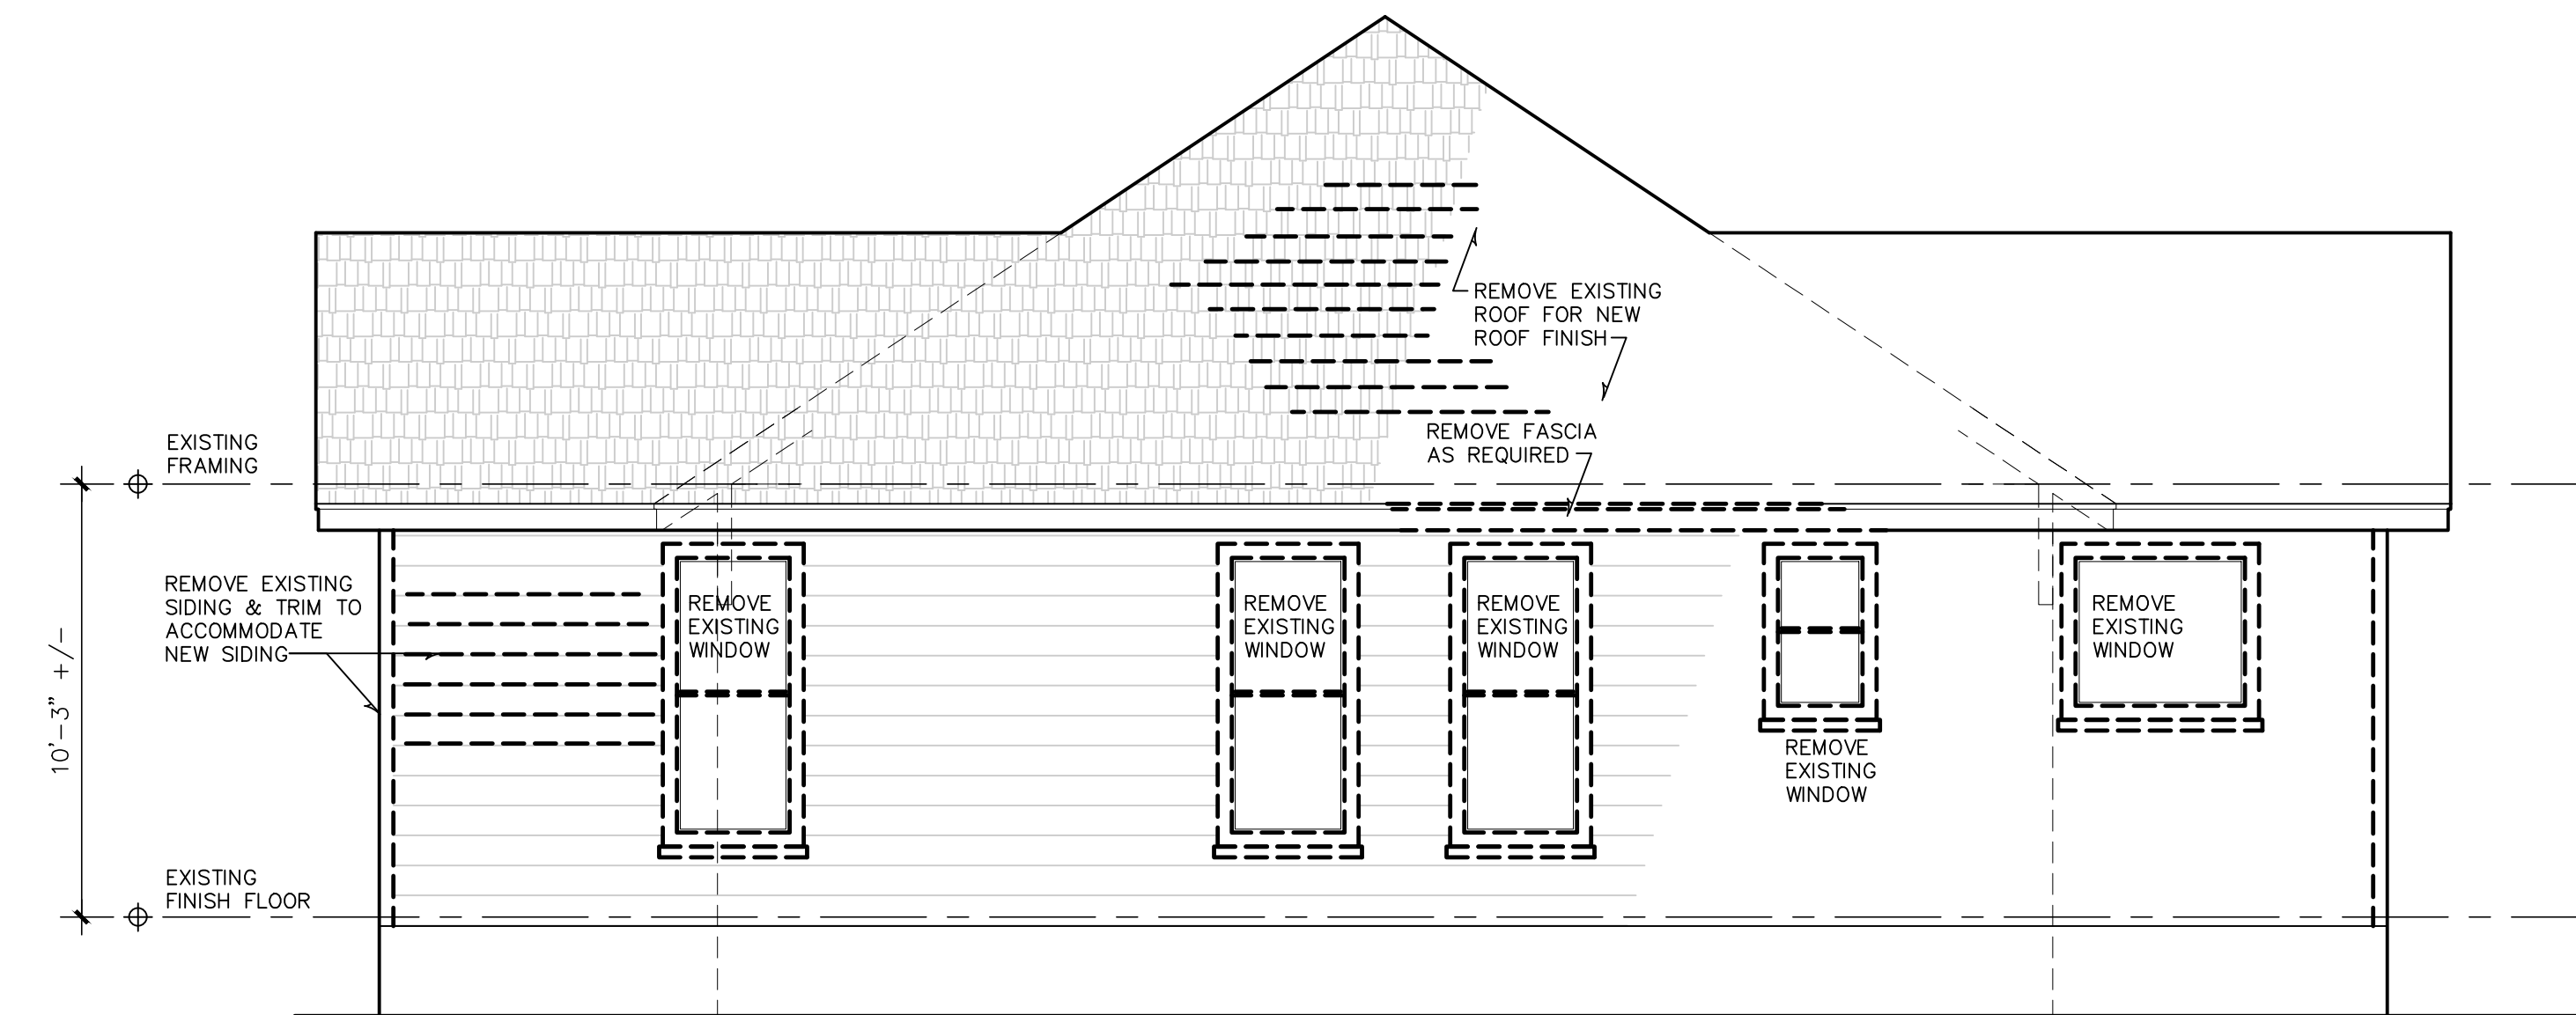 REMOVE EXISTING
ROOF FOR NEW
ROOF FINISH
EXISTING
FRAMING
REMOVE FASCIA
AS REQUIRED
REMOVE EXISTING
SIDING & TRIM TO
ACCOMMODATE
NEW SIDING
REMOVE
EXISTING
WINDOW
REMOVE
EXISTING
WINDOW
REMOVE
EXISTING
WINDOW
REMOVE
EXISTING
WINDOW
REMOVE
EXISTING
WINDOW
10'-3" +/-
EXISTING
FINISH FLOOR